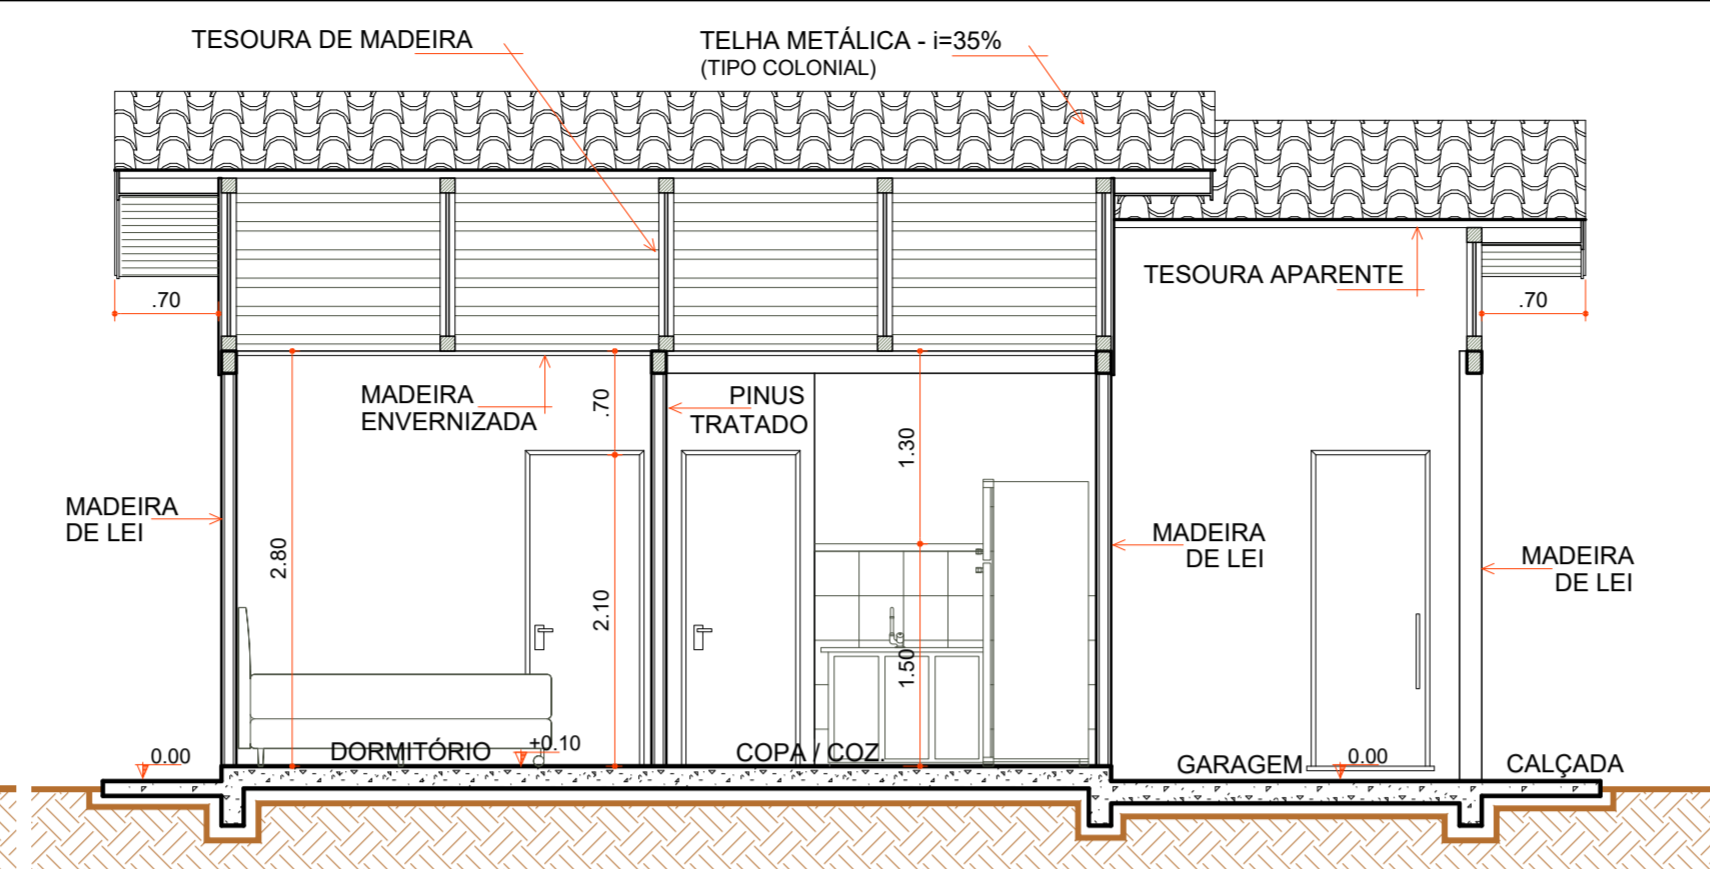 TESOURA DE MADEIRA
TELHA METÁLICA - i=35%
(TIPO COLONIAL)
TESOURA APARENTE
.70
.70
MADEIRA
ENVERNIZADA
.70
PINUS
TRATADO
1.30
MADEIRA
DE LEI
2.80
2.10
1.50
MADEIRA
DE LEI
MADEIRA
DE LEI
0.00
DORMITÓRIO
+0.10
COPA / COZ.
GARAGEM
0.00
CALÇADA